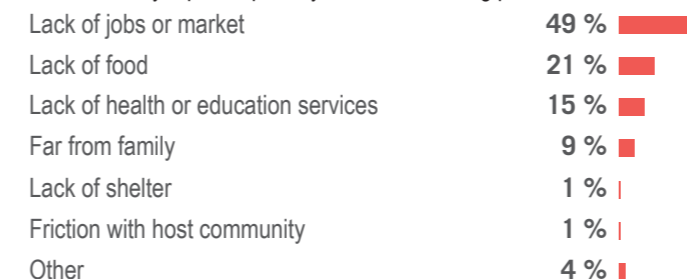 Lack of jobs or market 49 %
Lack of food 21 %
Lack of health or education services 15 %
Far from family 9 %
Lack of shelter 1 %
Friction with host community 1 %
Other 4 %